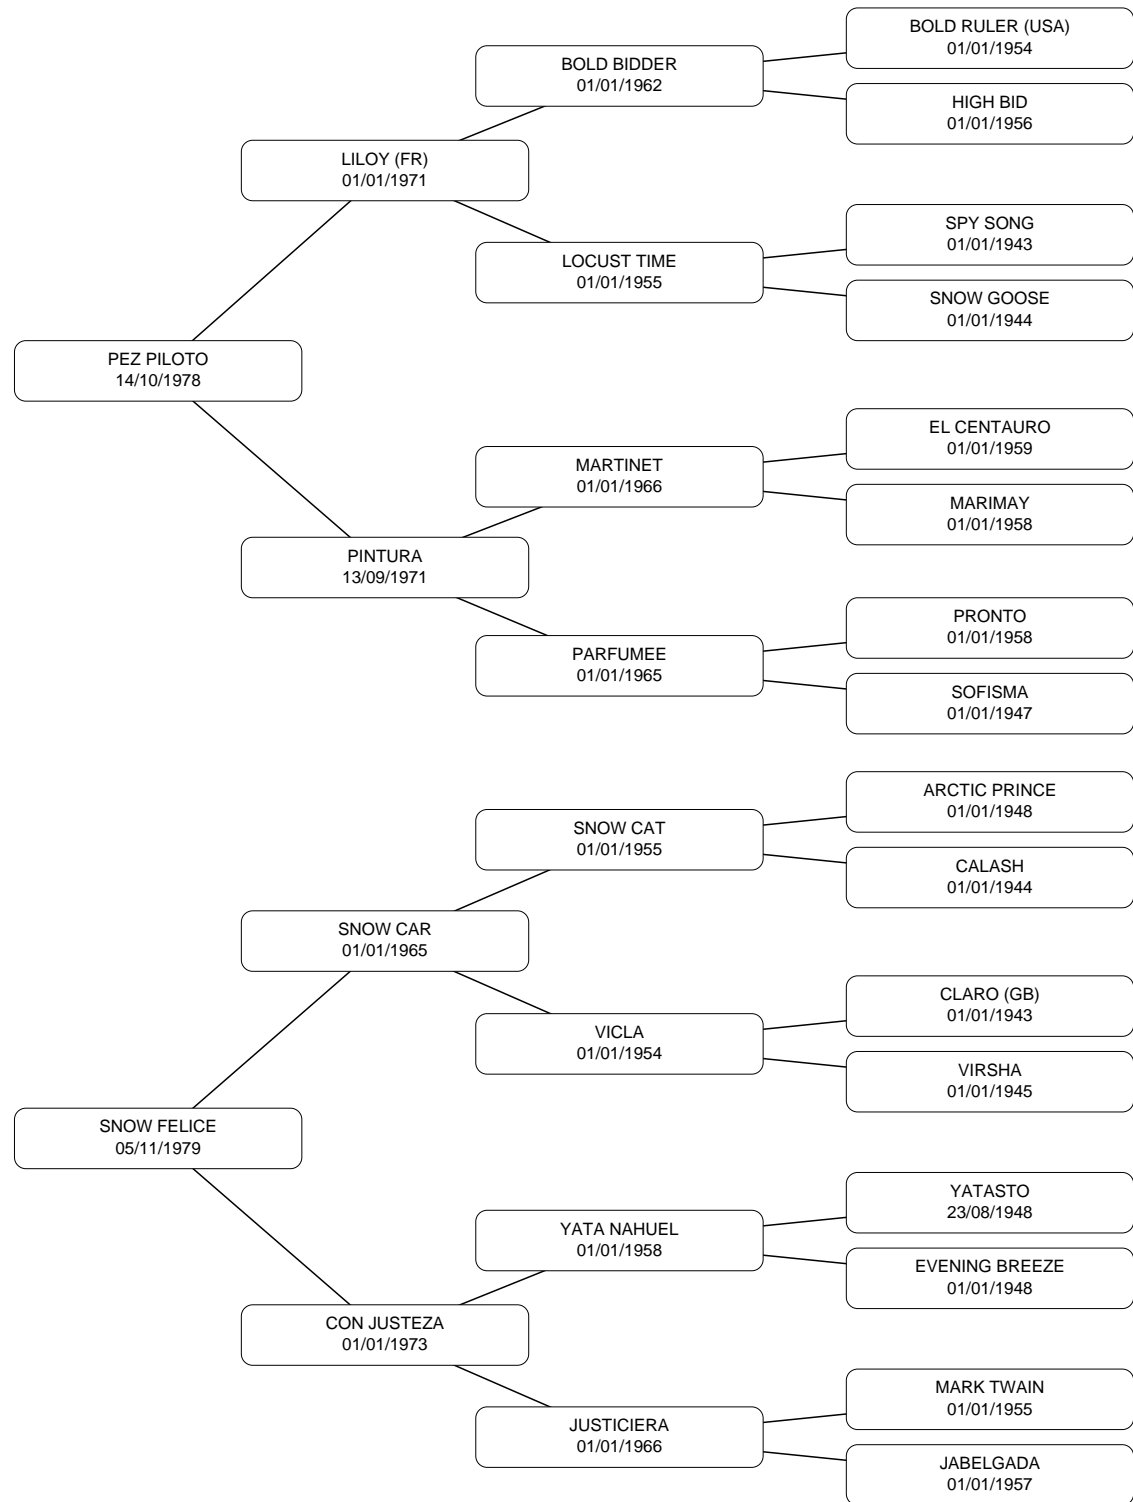 BOLD RULER (USA)
01/01/1954
BOLD BIDDER
01/01/1962
HIGH BID
01/01/1956
LILOY (FR)
01/01/1971
SPY SONG
01/01/1943
LOCUST TIME
01/01/1955
SNOW GOOSE
01/01/1944
PEZ PILOTO
14/10/1978
EL CENTAURO
01/01/1959
MARTINET
01/01/1966
MARIMAY
01/01/1958
PINTURA
13/09/1971
PRONTO
01/01/1958
PARFUMEE
01/01/1965
SOFISMA
01/01/1947
ARCTIC PRINCE
01/01/1948
SNOW CAT
01/01/1955
CALASH
01/01/1944
SNOW CAR
01/01/1965
CLARO (GB)
01/01/1943
VICLA
01/01/1954
VIRSHA
01/01/1945
SNOW FELICE
05/11/1979
YATASTO
23/08/1948
YATA NAHUEL
01/01/1958
EVENING BREEZE
01/01/1948
CON JUSTEZA
01/01/1973
MARK TWAIN
01/01/1955
JUSTICIERA
01/01/1966
JABELGADA
01/01/1957